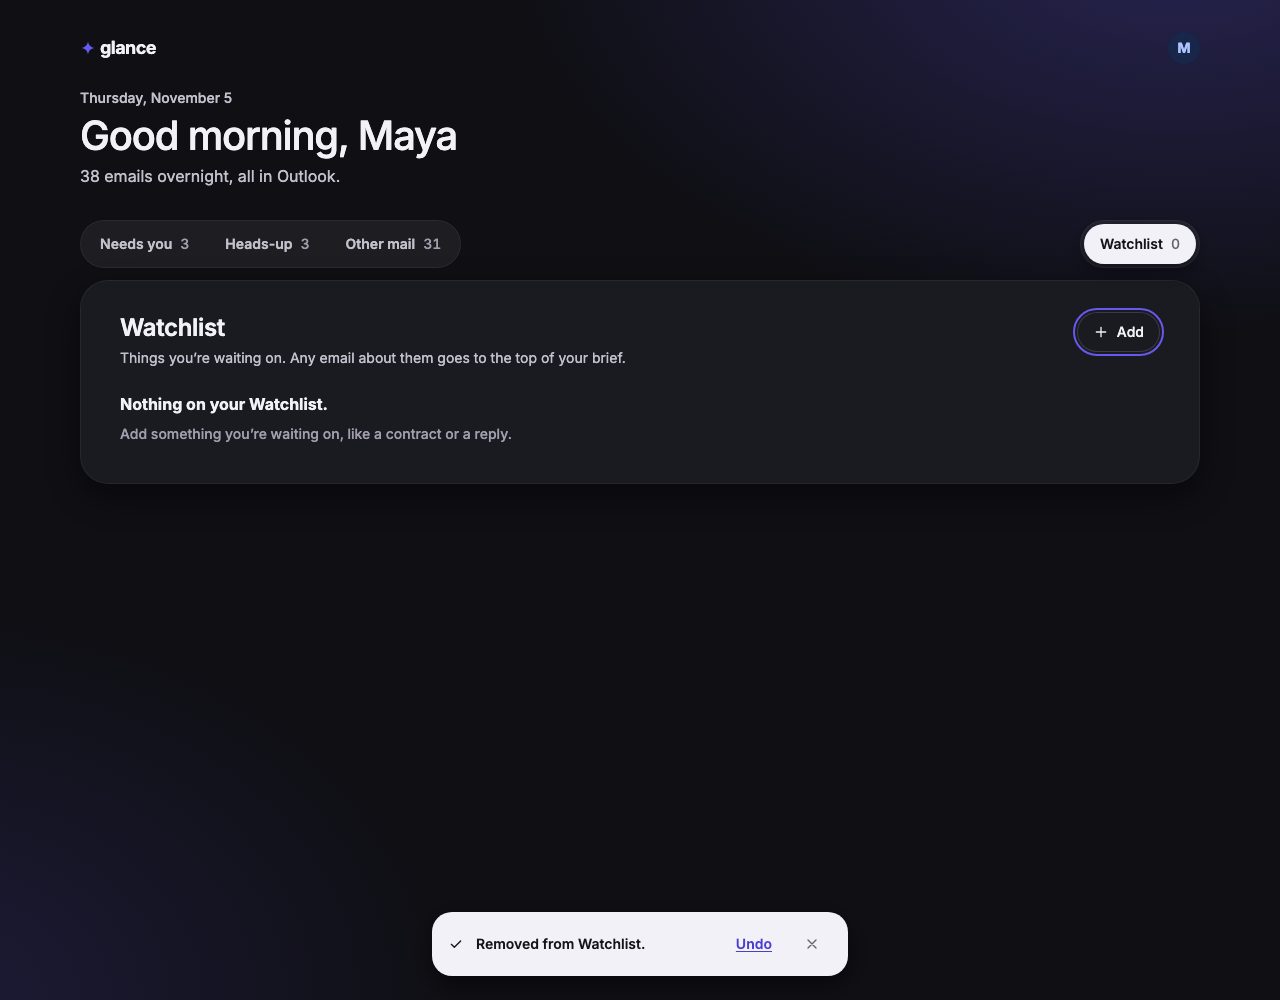 glance
M
Thursday, November 5
Good morning, Maya
38 emails overnight, all in Outlook.
Needs you 3
Heads-up 3
Other mail 31
Watchlist 0
Watchlist
Add
Things you’re waiting on. Any email about them goes to the top of your brief.
Nothing on your Watchlist.
Add something you’re waiting on, like a contract or a reply.
Removed from Watchlist.
Undo